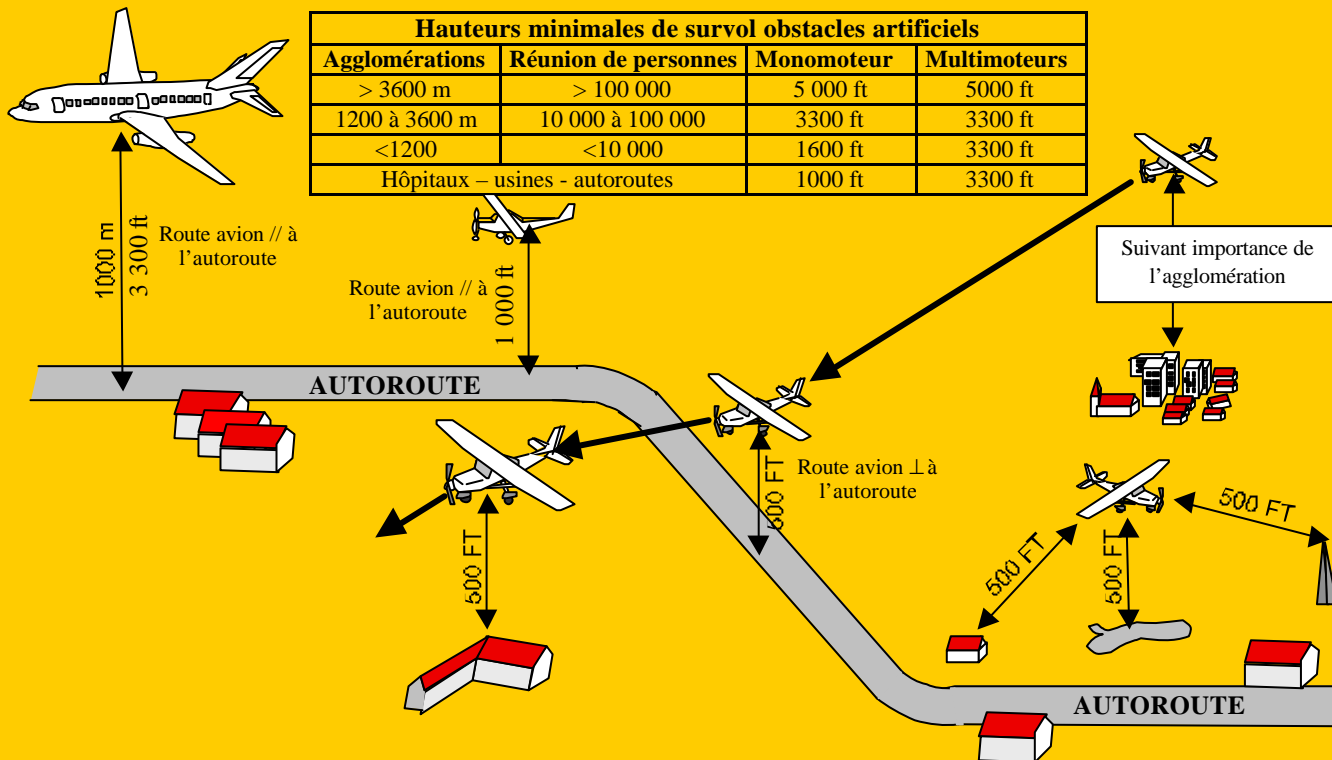 Hauteurs minimales de survol obstacles artificiels
Agglomérations Réunion de personnes Monomoteur Multimoteurs
> 3600 m > 100 000 5 000 ft 5000ft
1200 à 3600 m 10 000 à 100 000 3300 ft 3300 ft
<1200 <10 000 1600 ft 3300 ft
Hôpitaux – usines - autoroutes 1000 ft 3300 ft
1000 m
3 300 ft
Route avion // à
l’autoroute
Route avion // à
l’autoroute
1 000 ft
Suivant importance de
l’agglomération
AUTOROUTE
Route avion ⊥ à
l’autoroute
500 FT
500 FT
500 FT
500 FT
500 FT
AUTOROUTE